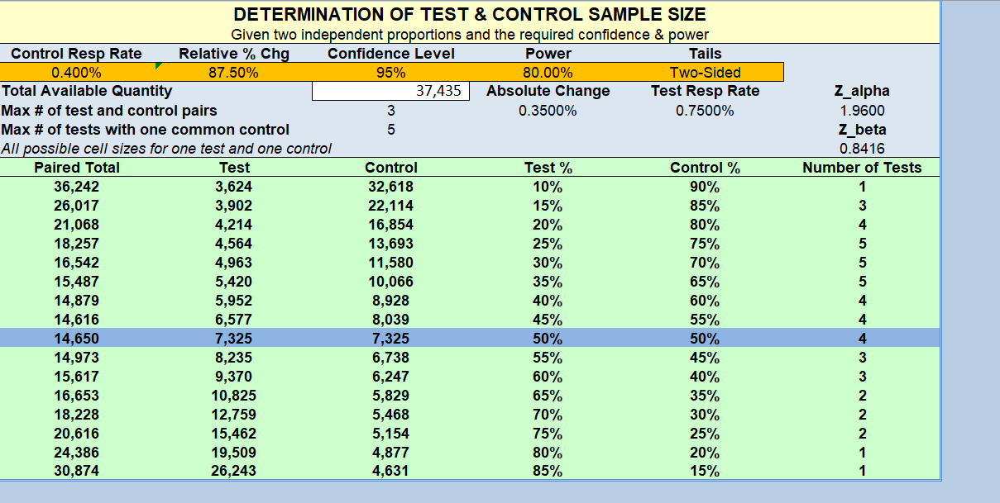 DETERMINATION OF TEST & CONTROL SAMPLE SIZE
Given two independent proportions and the required confidence & power
Control Resp Rate Relative % Chg Confidence Level Power Tails
0.400% 87.50% 95% 80.00% Two-Sided
Total Available Quantity 37,435 Absolute Change Test Resp Rate Z_alpha
Max # of test and control pairs 3 0.3500% 0.7500% 1.9600
Max # of tests with one common control 5 Z_beta
All possible cell sizes for one test and one control 0.8416
Paired Total Test Control Test % Control % Number of Tests
36,242 3,624 32,618 10% 90% 1
26,017 3,902 22,114 15% 85% 3
21,068 4,214 16,854 20% 80% 4
18,257 4,564 13,693 25% 75% 5
16,542 4,963 11,580 30% 70% 5
15,487 5,420 10,066 35% 65% 5
14,879 5,952 8,928 40% 60% 4
14,616 6,577 8,039 45% 55% 4
14,650 7,325 7,325 50% 50% 4
14,973 8,235 6,738 55% 45% 3
15,617 9,370 6,247 60% 40% 3
16,653 10,825 5,829 65% 35% 2
18,228 12,759 5,468 70% 30% 2
20,616 15,462 5,154 75% 25% 2
24,386 19,509 4,877 80% 20% 1
30,874 26,243 4,631 85% 15% 1